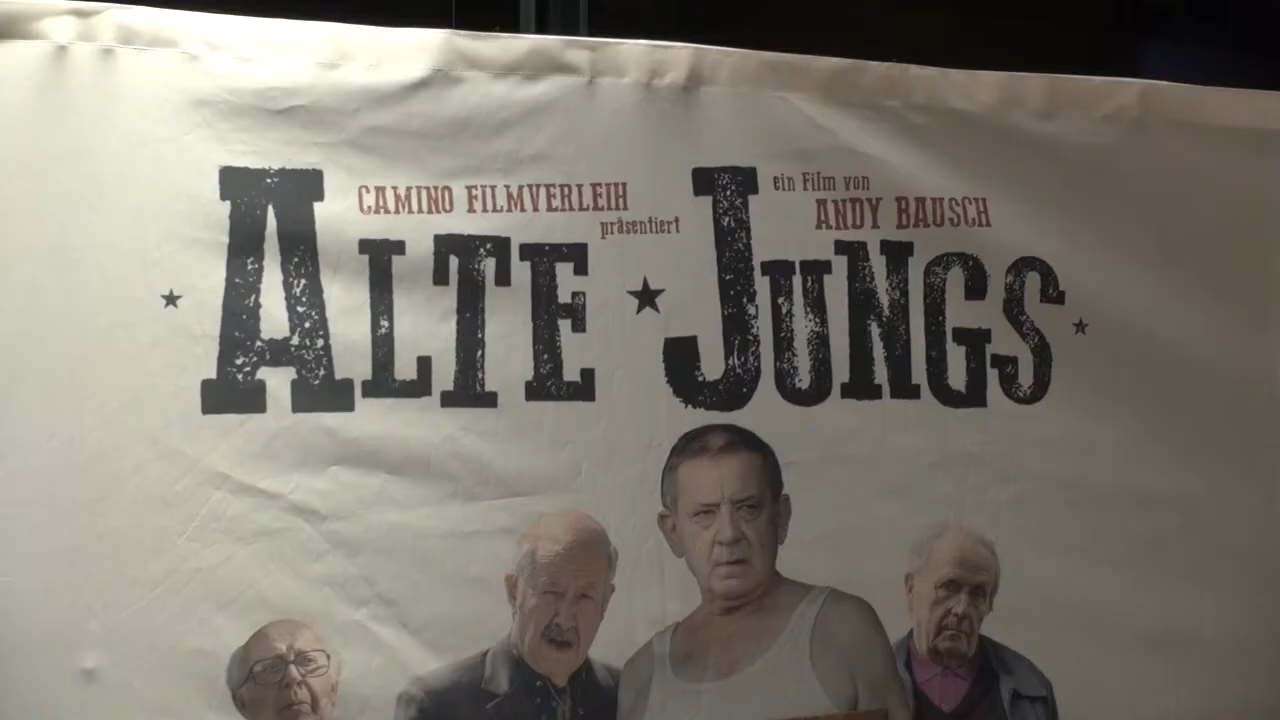 CAMINO FILMVERLEIH
präsentiert
ein Film von
ANDY BAUSCH
ALTE JUNGS